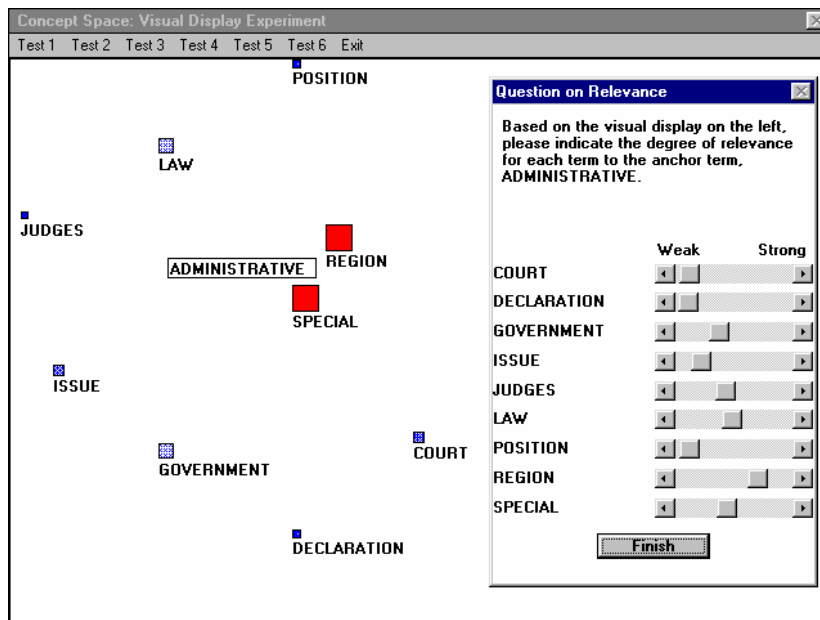 Concept Space: Visual Display Experiment
Test 1 Test 2 Test 3 Test 4 Test 5 Test 6 Exit
POSITION
LAW
JUDGES
REGION
ADMINISTRATIVE
SPECIAL
ISSUE
COURT
GOVERNMENT
DECLARATION
Question on Relevance
Based on the visual display on the left,
please indicate the degree of relevance
for each term to the anchor term,
ADMINISTRATIVE.
Weak Strong
COURT
DECLARATION
GOVERNMENT
ISSUE
JUDGES
LAW
POSITION
REGION
SPECIAL
Finish